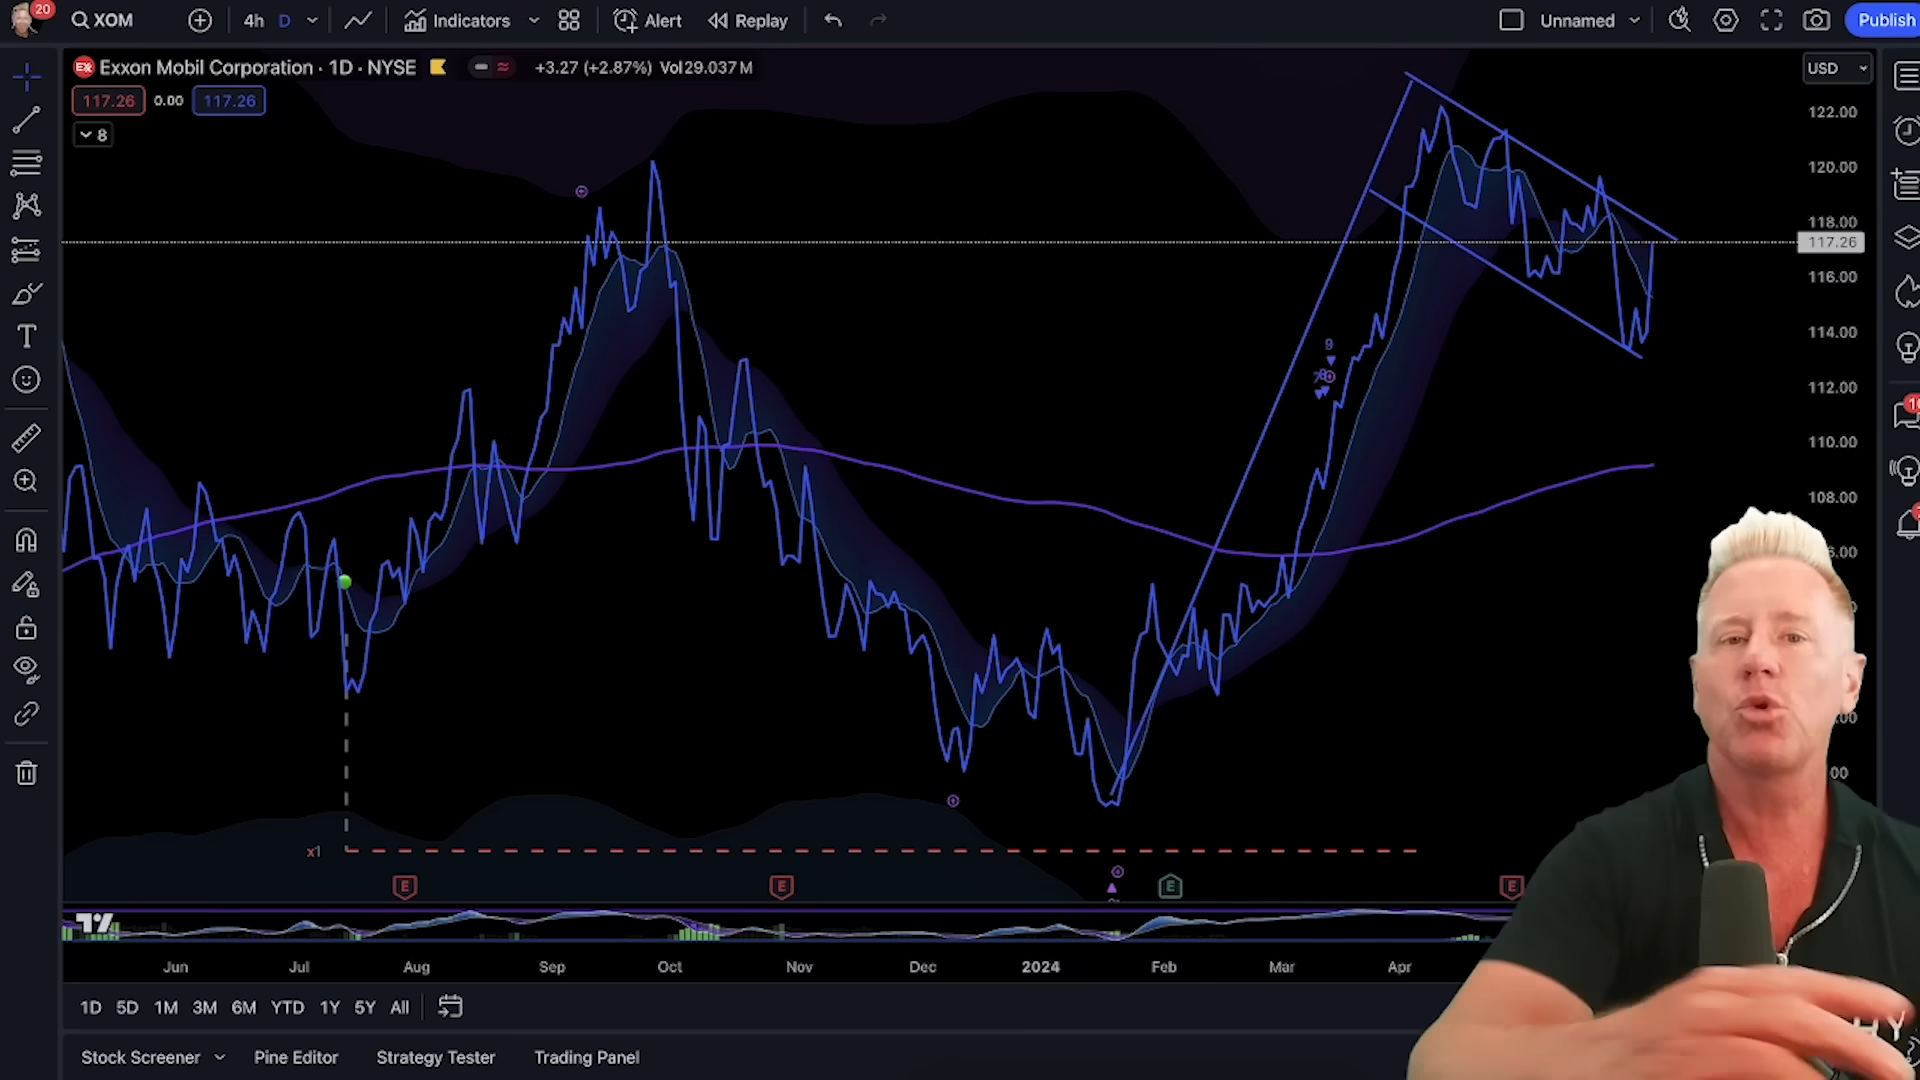 20 XOM 4h D Indicators Alert Replay Unnamed Publish
Exxon Mobil Corporation · 1D · NYSE +3.27 (+2.87%) Vol29.037 M USD
117.26 0.00 117.26
8
122.00
120.00
118.00
117.26
116.00
114.00
9
112.00
110.00
108.00
x1
E E E E
Jun Jul Aug Sep Oct Nov Dec 2024 Feb Mar Apr
1D 5D 1M 3M 6M YTD 1Y 5Y All
Stock Screener Pine Editor Strategy Tester Trading Panel